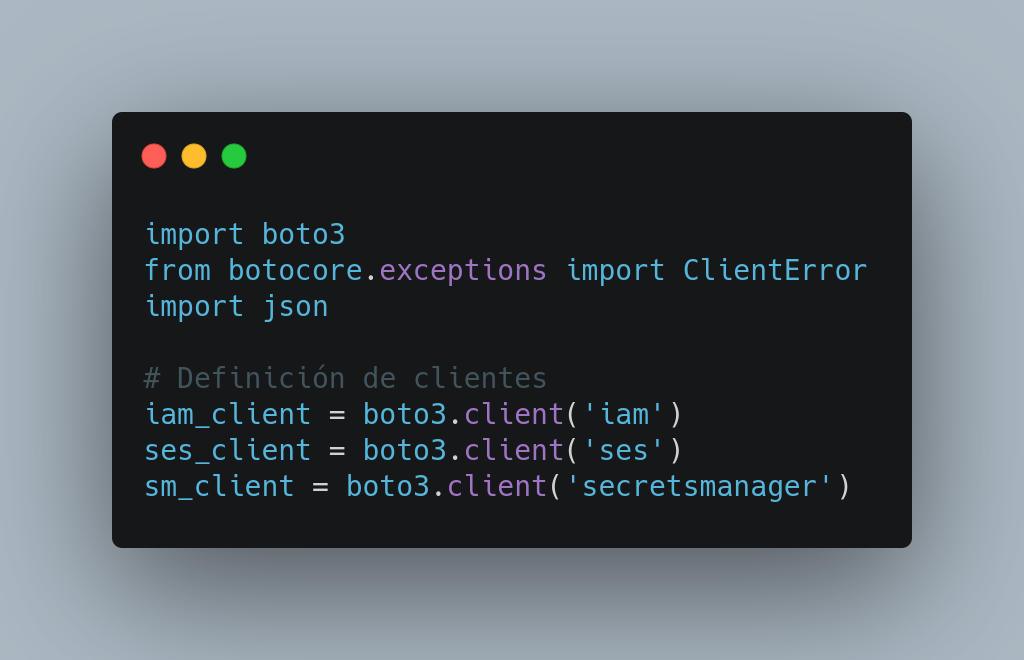 import boto3
from botocore.exceptions import ClientError
import json

# Definición de clientes
iam_client = boto3.client('iam')
ses_client = boto3.client('ses')
sm_client = boto3.client('secretsmanager')